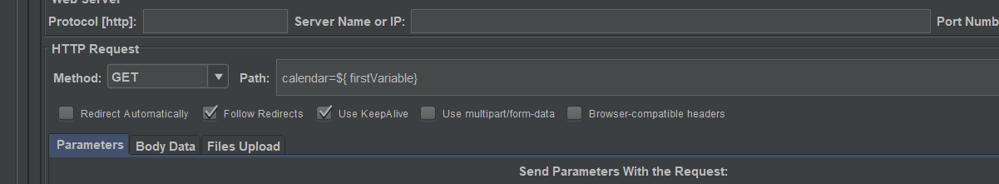 Web Server
Protocol [http]: Server Name or IP: Port Numb
HTTP Request
Method: GET Path: calendar=${ firstVariable}
Redirect Automatically Follow Redirects Use KeepAlive Use multipart/form-data Browser-compatible headers
Parameters Body Data Files Upload
Send Parameters With the Request: